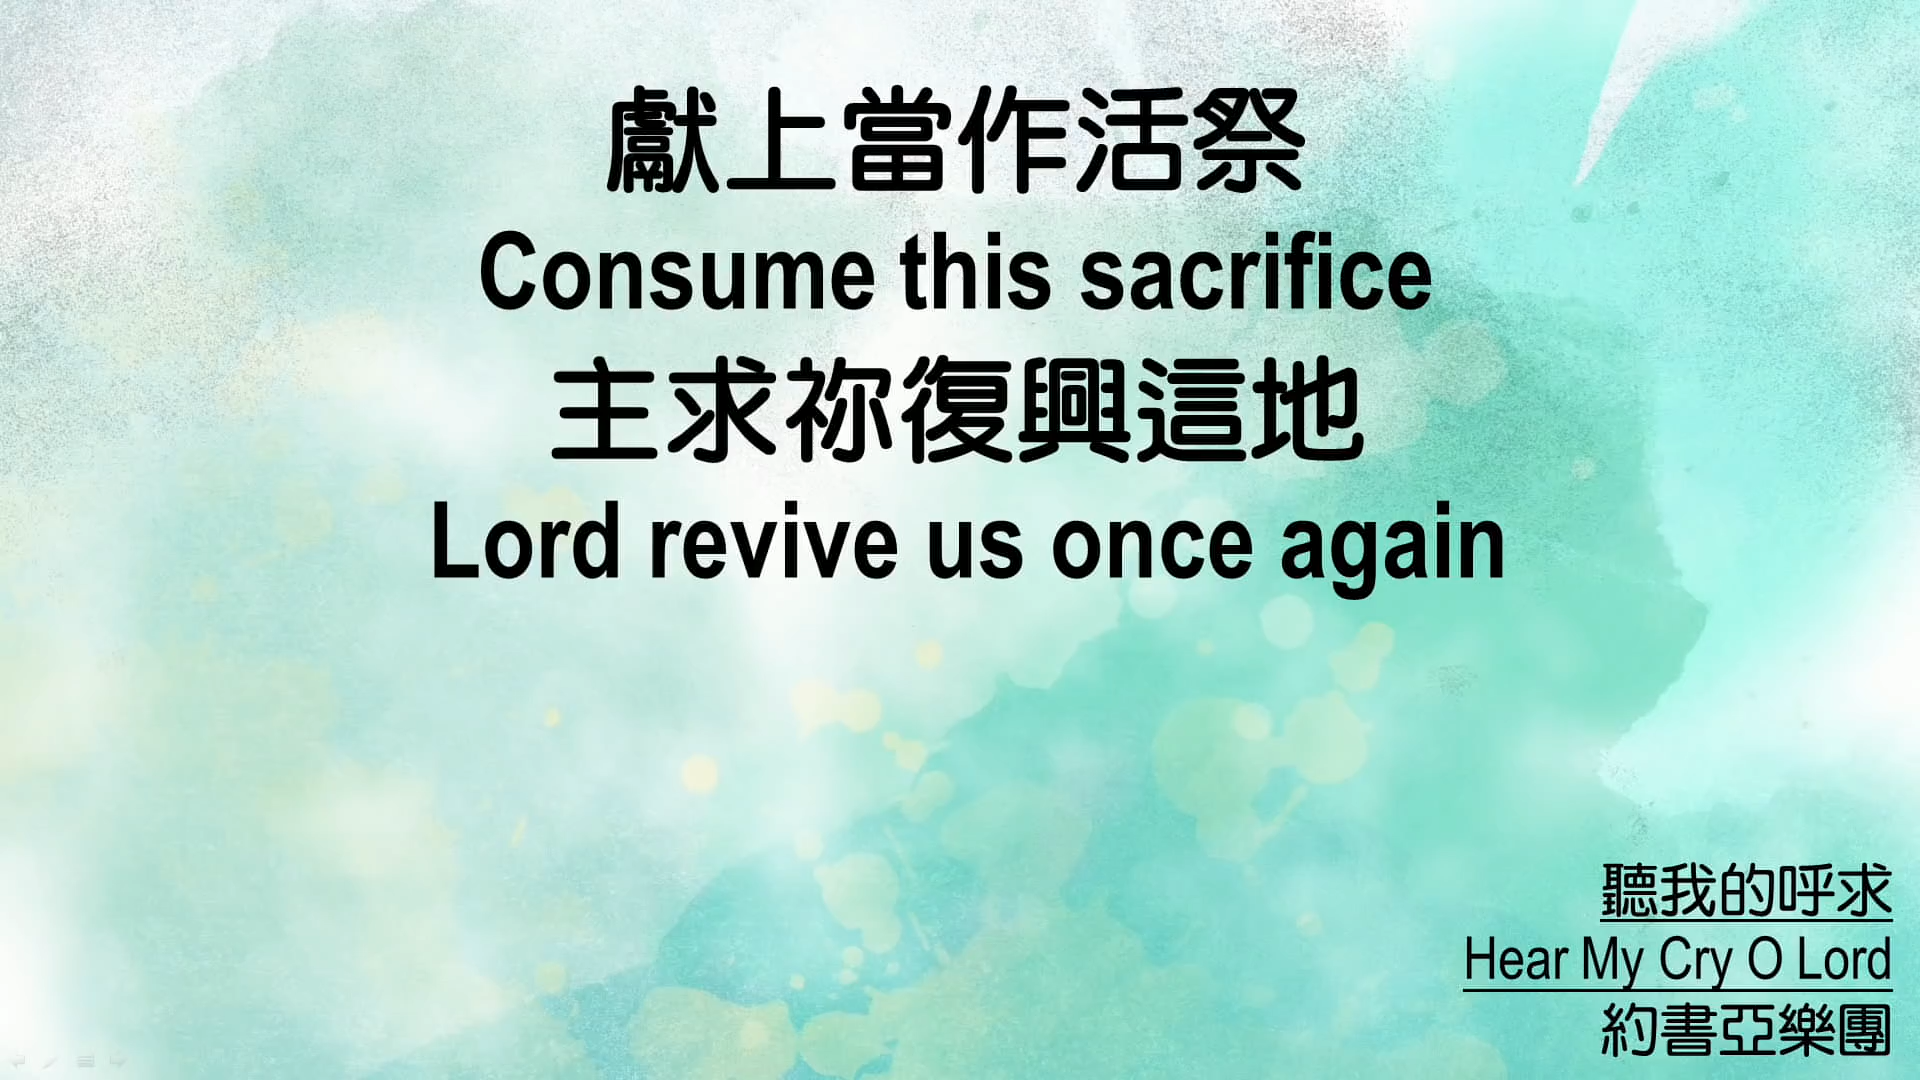 獻上當作活祭
Consume this sacrifice
主求祢復興這地
Lord revive us once again
聽我的呼求
Hear My Cry O Lord
約書亞樂團